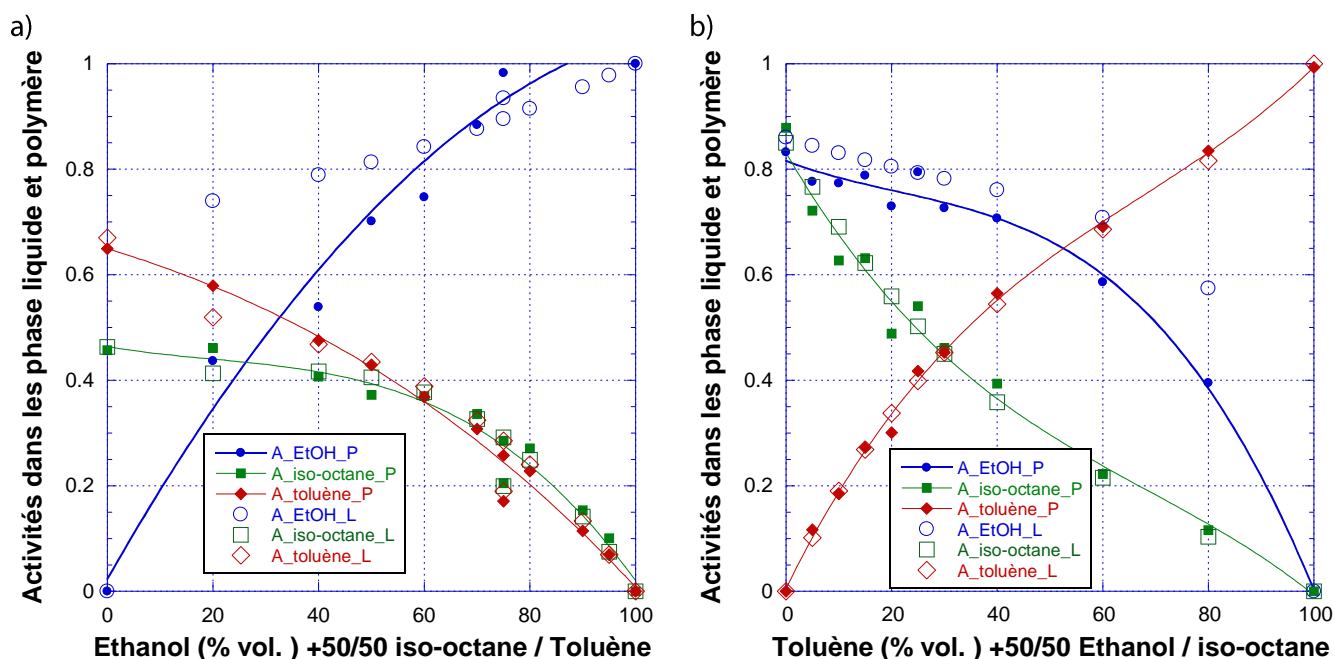 a)
Activités dans les phase liquide et polymère
1
0.8
0.6
0.4
0.2
0
A_EtOH_P
A_iso-octane_P
A_toluène_P
A_EtOH_L
A_iso-octane_L
A_toluène_L
0 20 40 60 80 100
Ethanol (% vol. ) +50/50 iso-octane / Toluène
b)
Activités dans les phase liquide et polymère
1
0.8
0.6
0.4
0.2
0
A_EtOH_P
A_iso-octane_P
A_toluène_P
A_EtOH_L
A_iso-octane_L
A_toluène_L
0 20 40 60 80 100
Toluène (% vol. ) +50/50 Ethanol / iso-octane